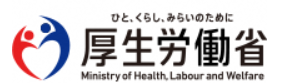 ひと、くらし、みらいのために
厚生労働省
Ministry of Health, Labour and Welfare